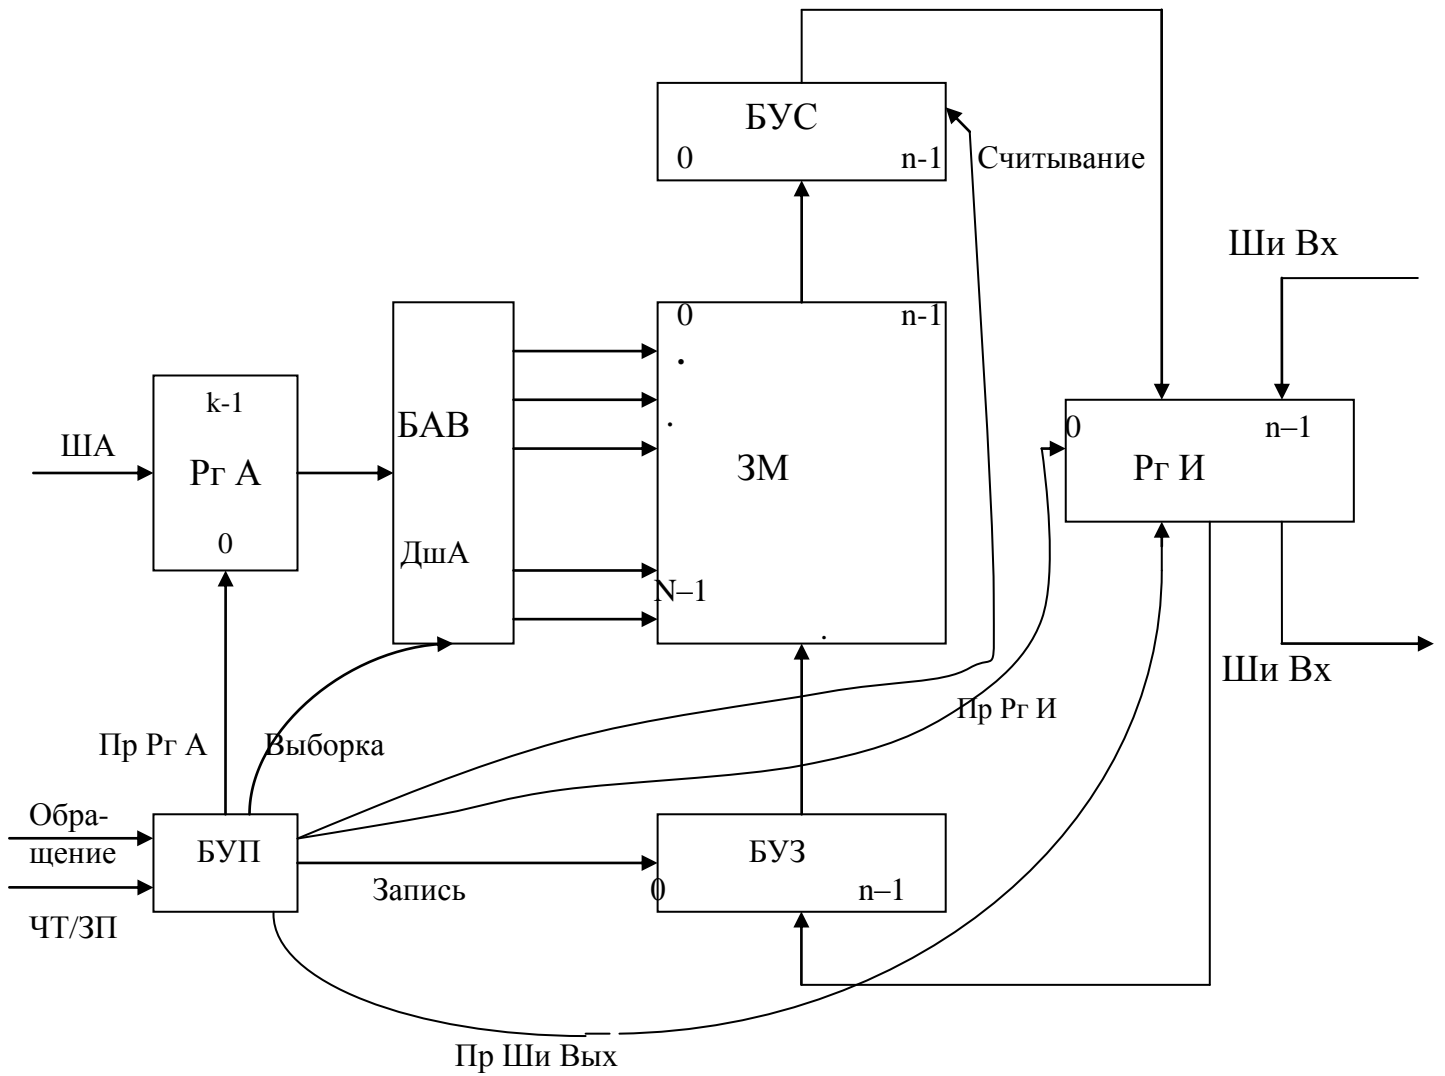 БУС
0 n-1
Считывание
Ши Вх
0 n-1
k-1
БАВ
0 n–1
ША
Рг А
ЗМ
Рг И
0
ДшА
N–1
Ши Вх
Пр Рг И
Пр Рг А
Выборка
Обра-
щение
БУП
БУЗ
Запись
0 n–1
ЧТ/ЗП
Пр Ши Вых